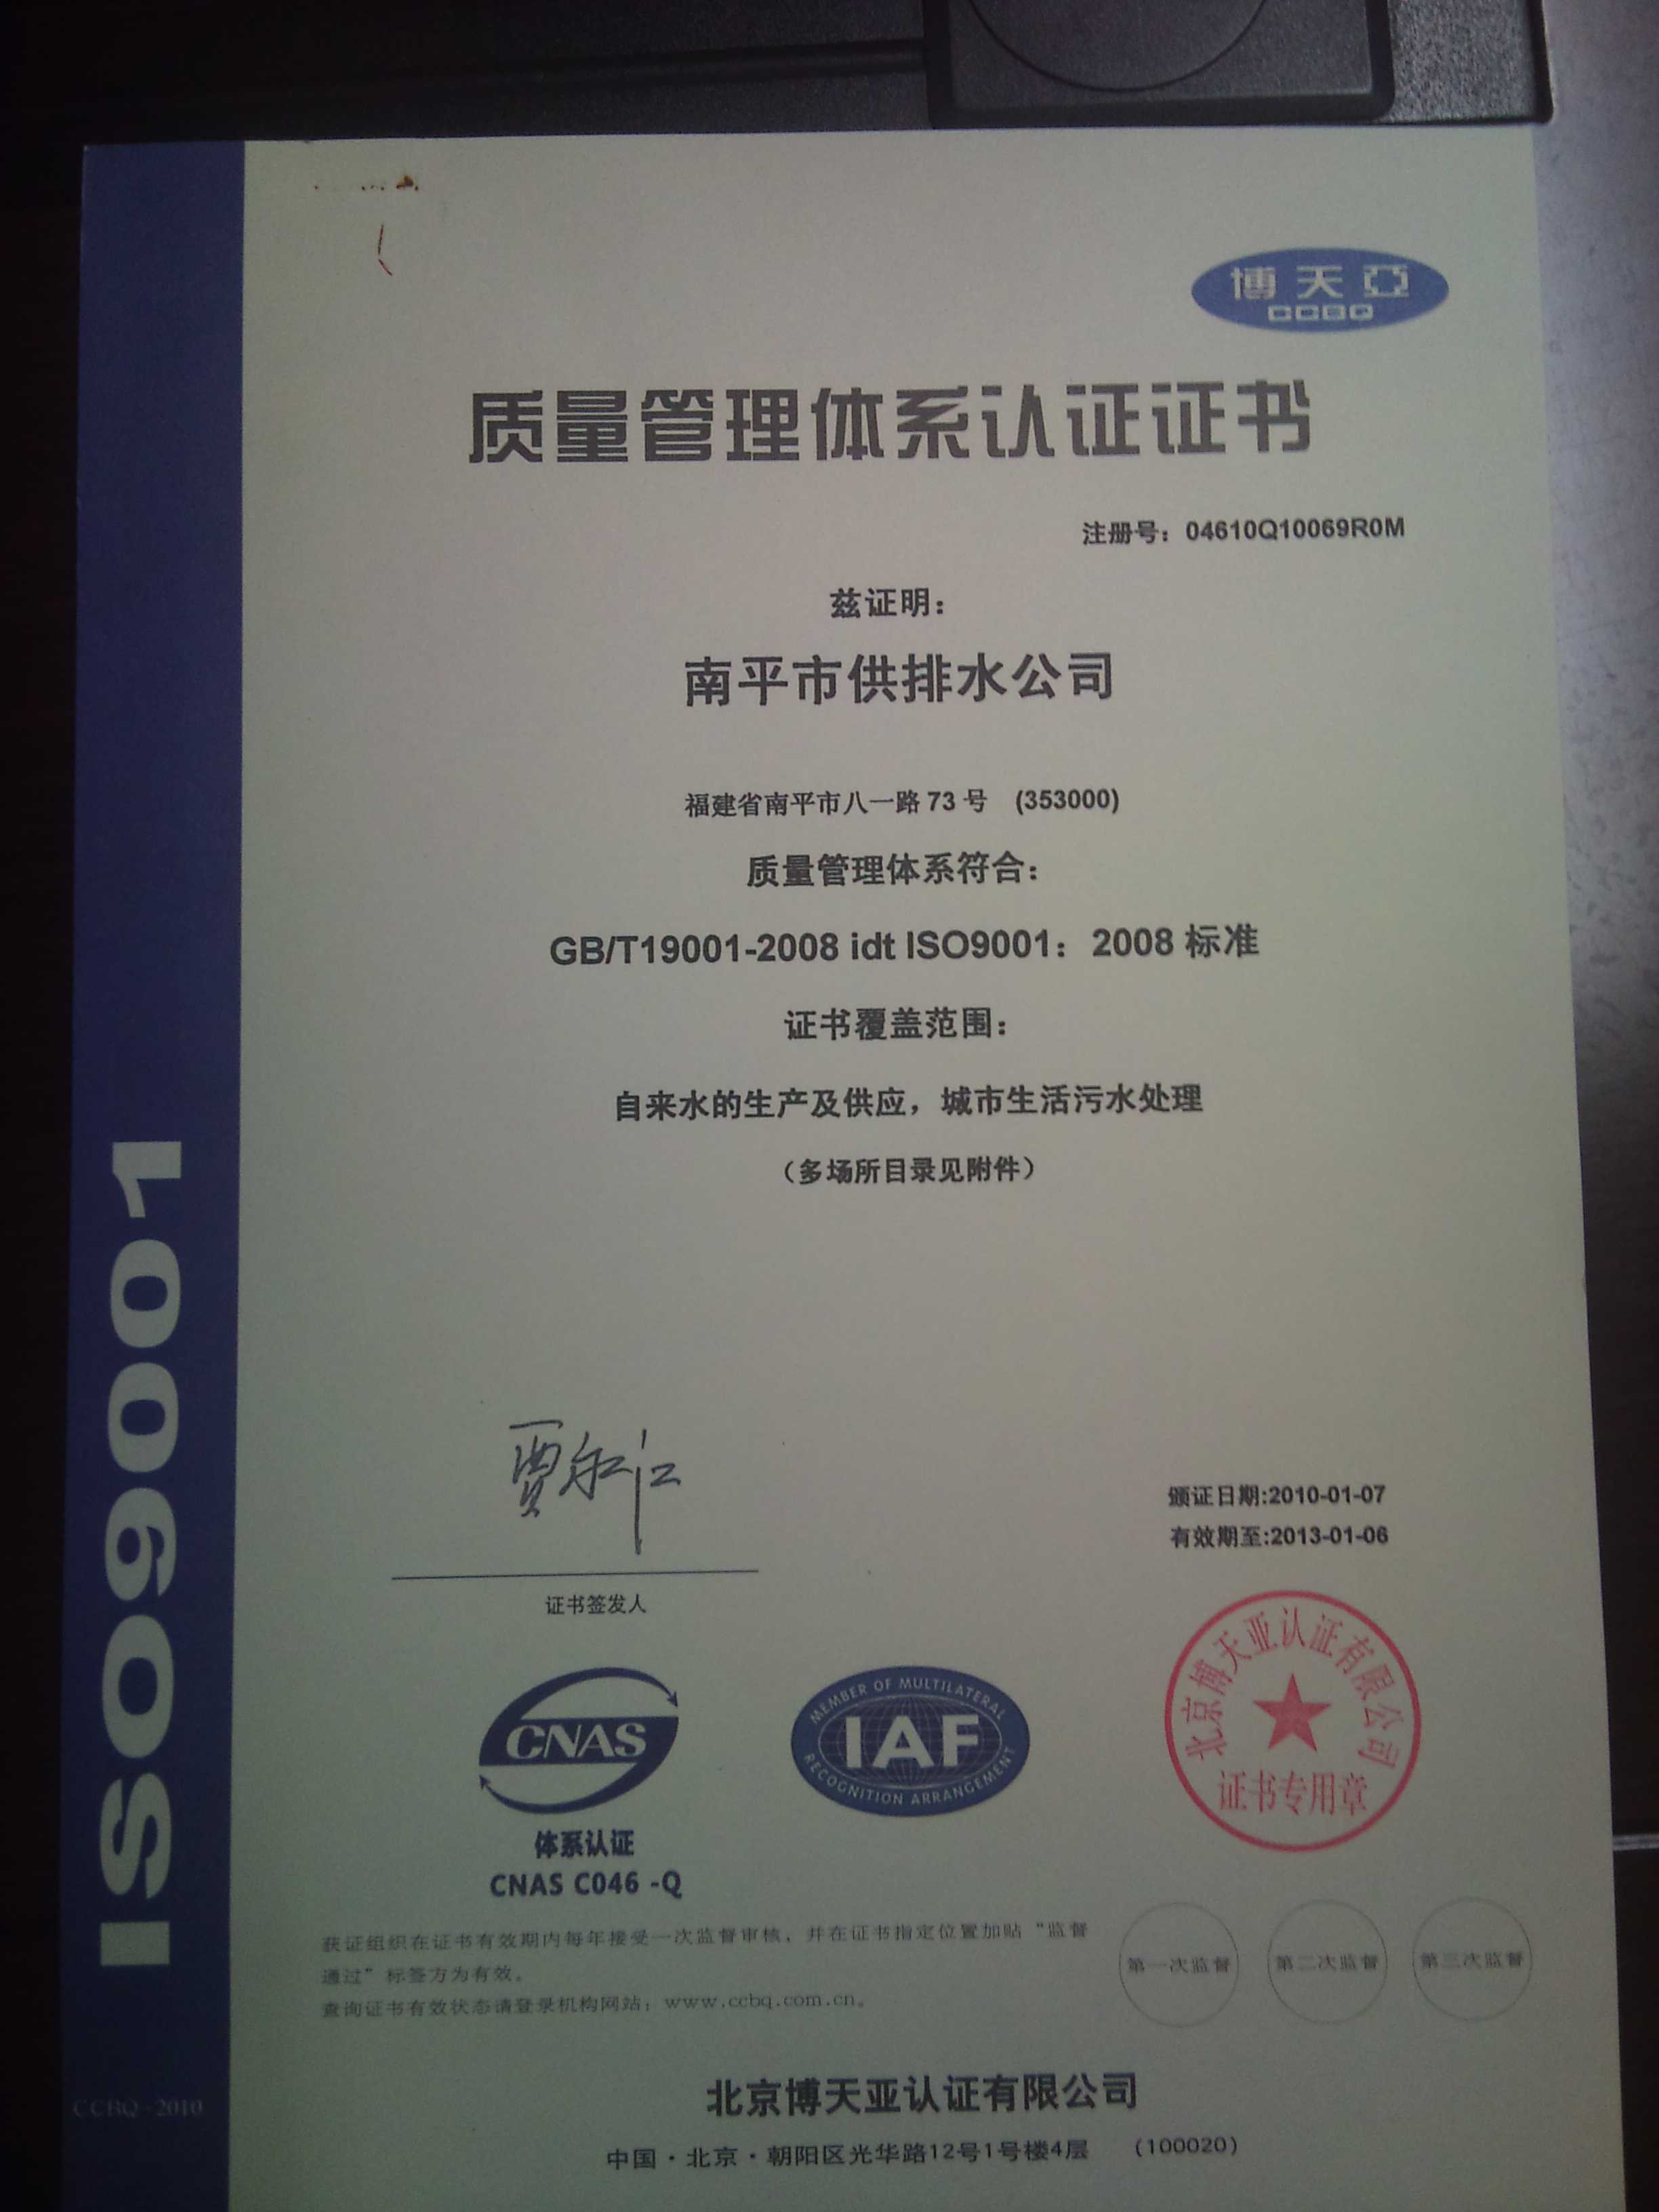 博天亞
CCBQ
质量管理体系认证证书
注册号：04610Q10069R0M
兹证明：
南平市供排水公司
福建省南平市八一路 73 号 (353000)
质量管理体系符合：
GB/T19001-2008 idt ISO9001：2008 标准
证书覆盖范围：
自来水的生产及供应，城市生活污水处理
（多场所目录见附件）
ISO9001
颁证日期:2010-01-07
有效期至:2013-01-06
证书签发人
CNAS
体系认证
CNAS C046 -Q
MEMBER OF MULTILATERAL
IAF
RECOGNITION ARRANGEMENT
北京博天亚认证有限公司
证书专用章
获证组织在证书有效期内每年接受一次监督审核，并在证书指定位置加贴“监督
通过”标签方为有效。
查询证书有效状态请登录机构网站：www.ccbq.com.cn。
第一次监督
第二次监督
第三次监督
CCBQ-2010
北京博天亚认证有限公司
中国·北京·朝阳区光华路12号1号楼4层 (100020)